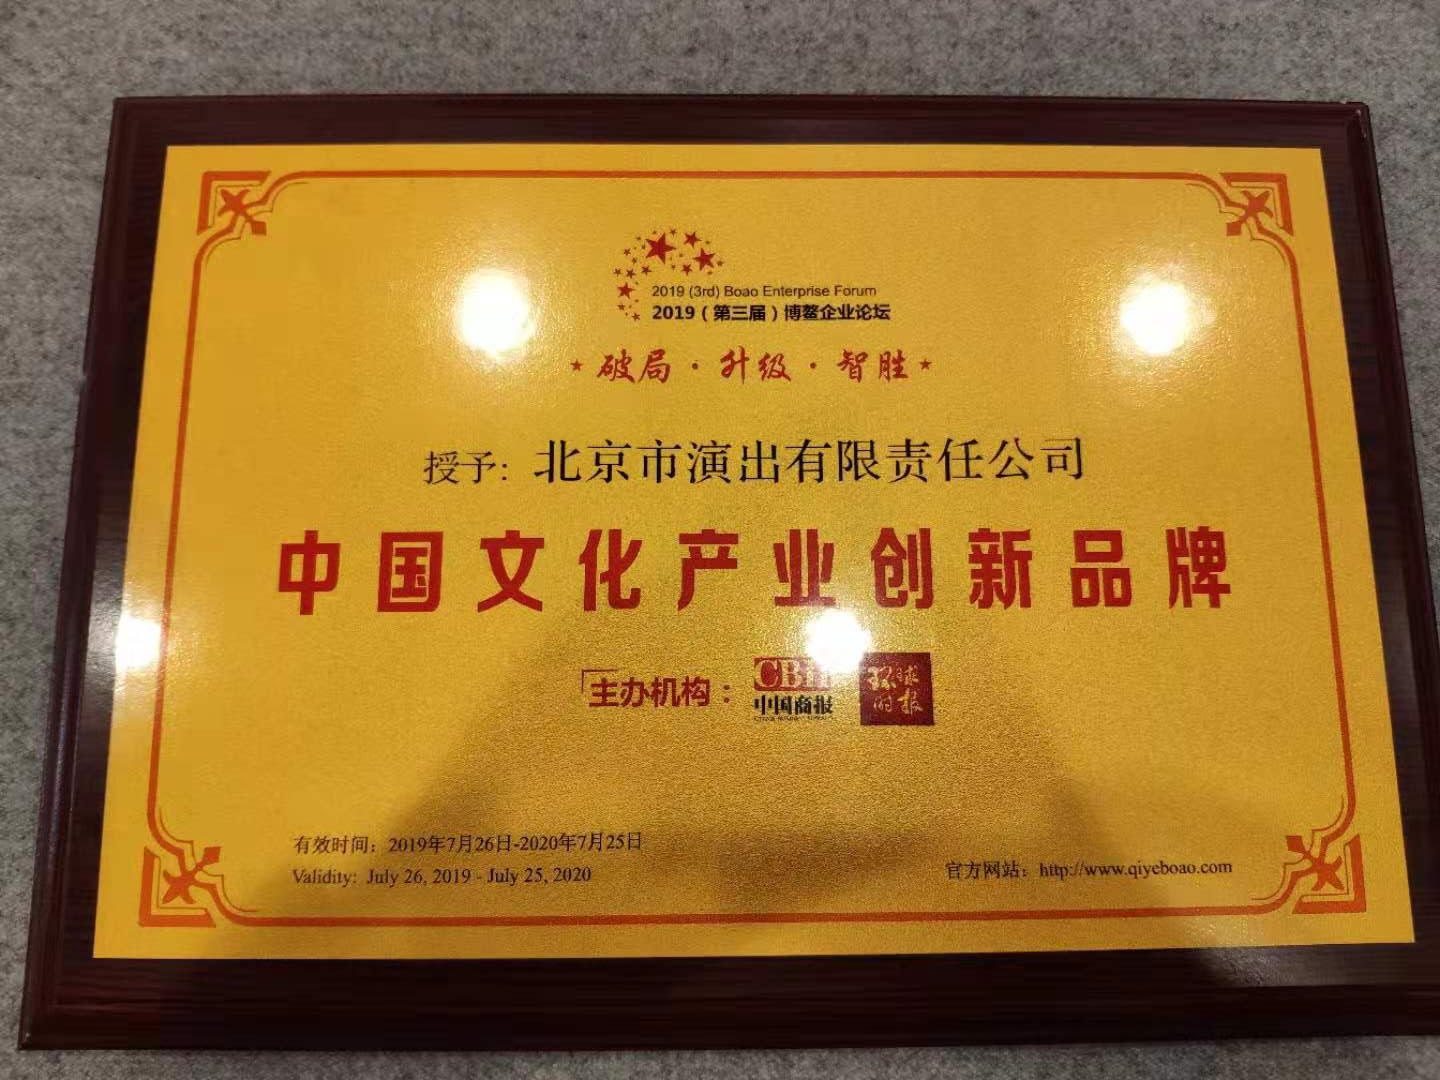 2019 (3rd) Boao Enterprise Forum
2019（第三届）博鳌企业论坛
破局·升级·智胜
授予: 北京市演出有限责任公司
中国文化产业创新品牌
主办机构：
中国商报
环球时报
有效时间：2019年7月26日-2020年7月25日
Validity: July 26, 2019 - July 25, 2020
官方网站：http://www.qiyeboao.com